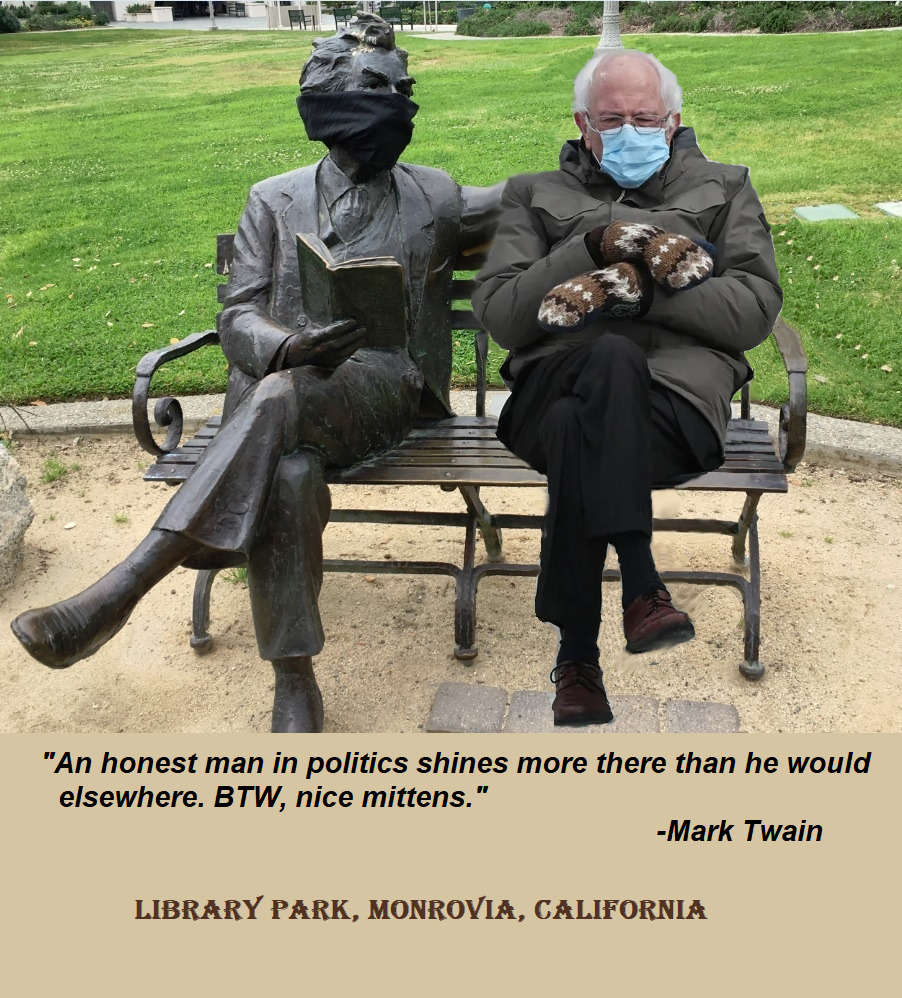 "An honest man in politics shines more there than he would
elsewhere. BTW, nice mittens."
-Mark Twain
LIBRARY PARK, MONROVIA, CALIFORNIA